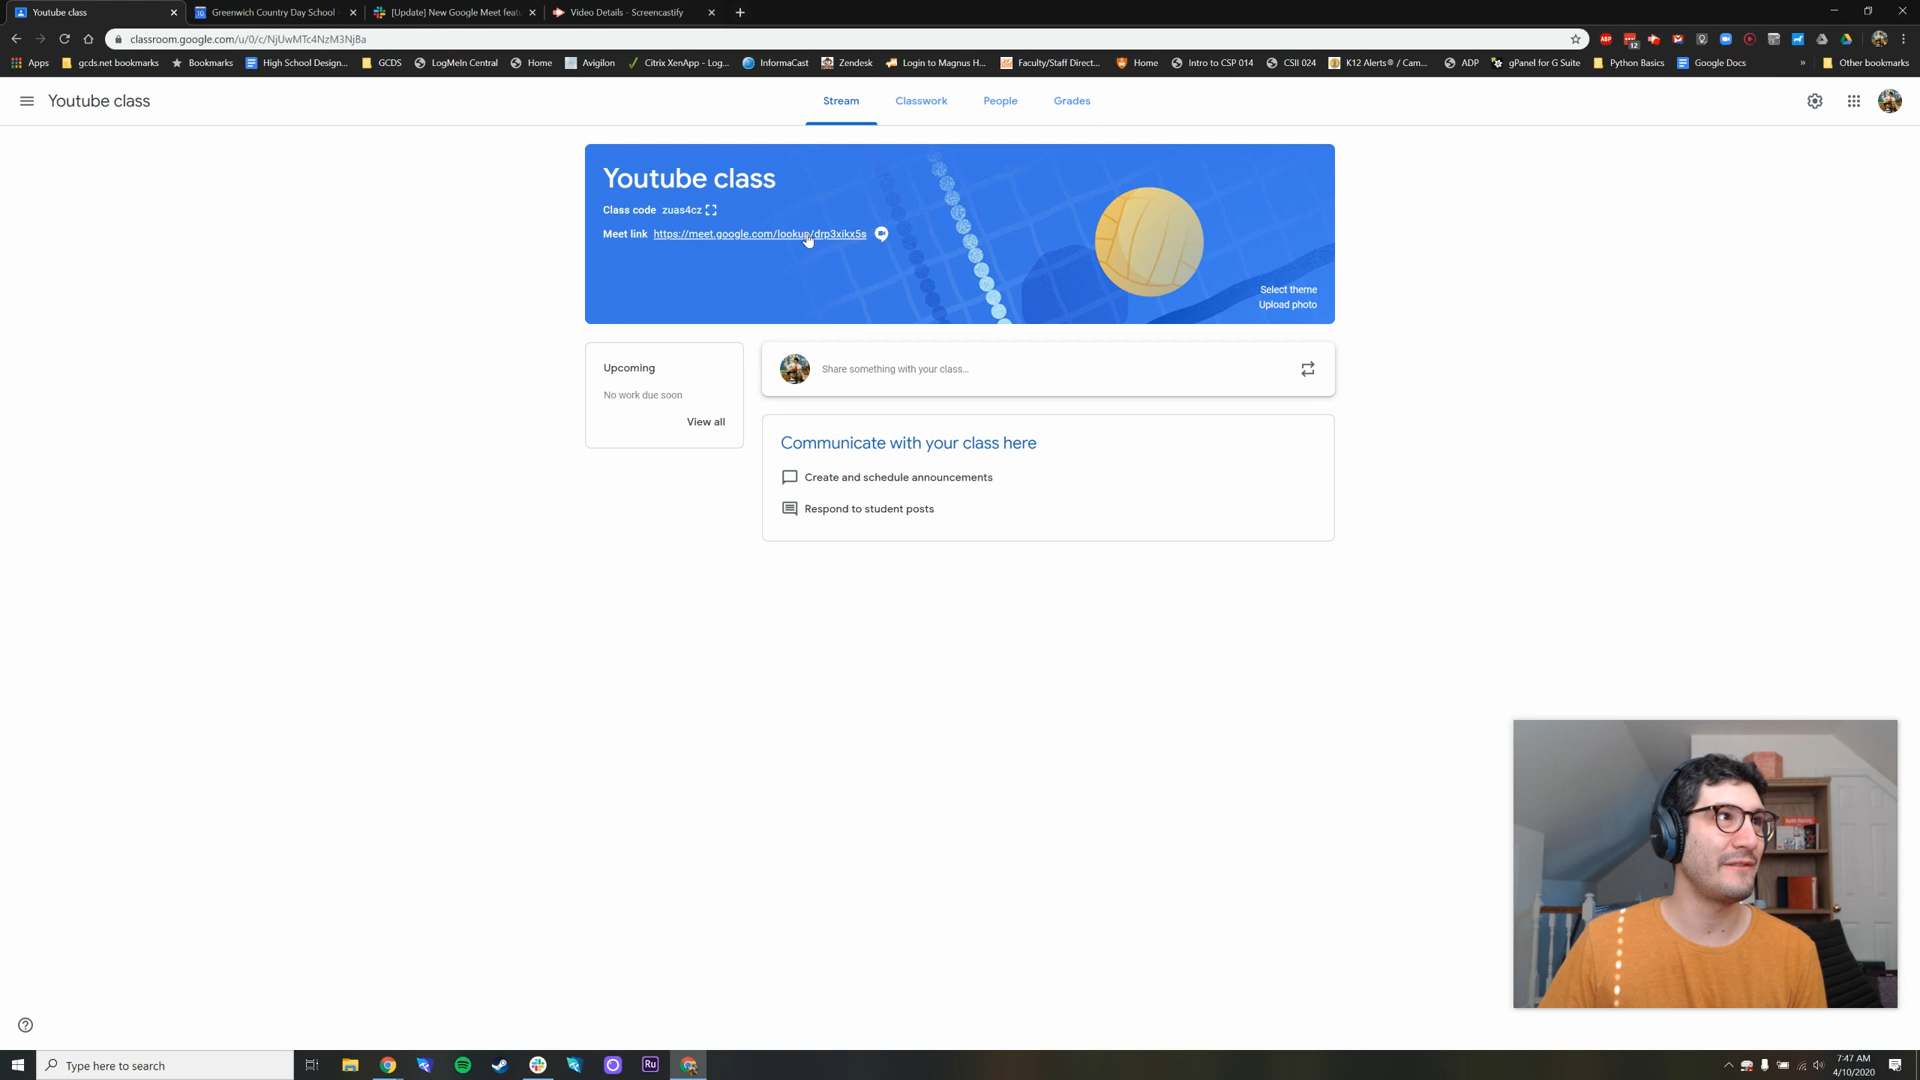 Youtube class
Greenwich Country Day School
[Update] New Google Meet featu
Video Details - Screencastify
classroom.google.com/u/0/c/NjUwMTc4NzM3NjBa
Apps
gcds.net bookmarks
Bookmarks
High School Design...
GCDS
LogMeIn Central
Home
Avigilon
Citrix XenApp - Log...
InformaCast
Zendesk
Login to Magnus H...
Faculty/Staff Direct...
Home
Intro to CSP 014
CSII 024
K12 Alerts® / Cam...
ADP
gPanel for G Suite
Python Basics
Google Docs
»
Other bookmarks
Youtube class
Stream
Classwork
People
Grades
Youtube class
Class code zuas4cz
Meet link https://meet.google.com/lookup/drp3xikx5s
Select theme
Upload photo
Upcoming
No work due soon
View all
Share something with your class...
Communicate with your class here
Create and schedule announcements
Respond to student posts
Type here to search
Ru
7:47 AM
4/10/2020